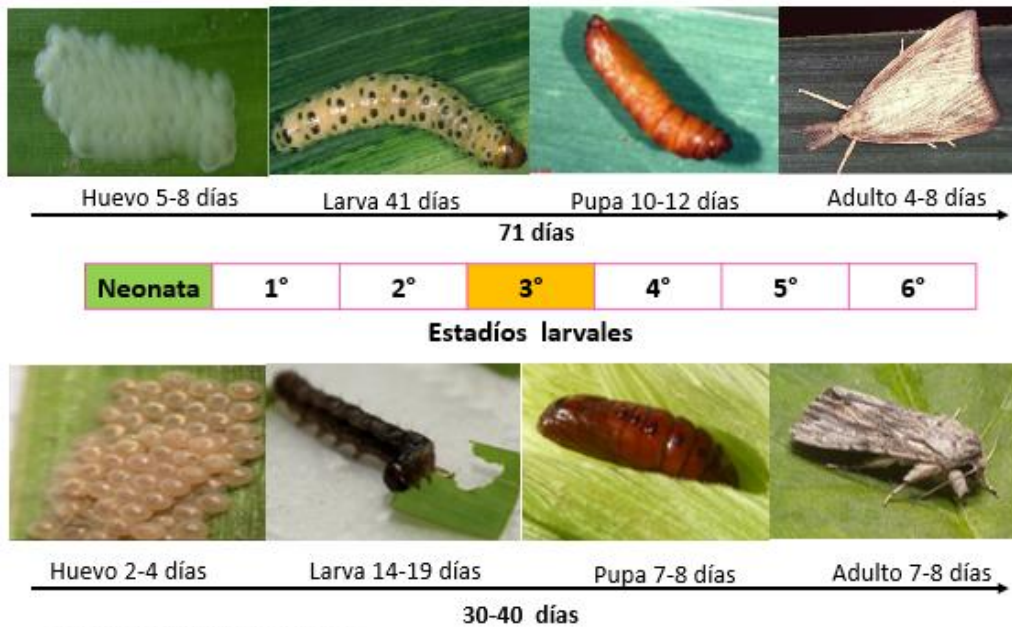 Huevo 5-8 días Larva 41 días Pupa 10-12 días Adulto 4-8 días
71 días
Neonata 1° 2° 3° 4° 5° 6°
Estadíos larvales
Huevo 2-4 días Larva 14-19 días Pupa 7-8 días Adulto 7-8 días
30-40 días